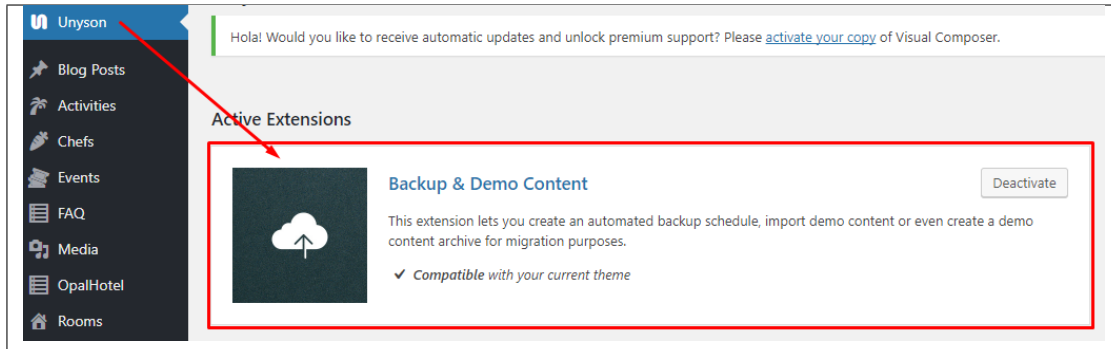 Unyson
Hola! Would you like to receive automatic updates and unlock premium support? Please activate your copy of Visual Composer.
Blog Posts
Activities
Chefs
Events
FAQ
Media
OpalHotel
Rooms
Active Extensions
Backup & Demo Content
Deactivate
This extension lets you create an automated backup schedule, import demo content or even create a demo
content archive for migration purposes.
✔ Compatible with your current theme